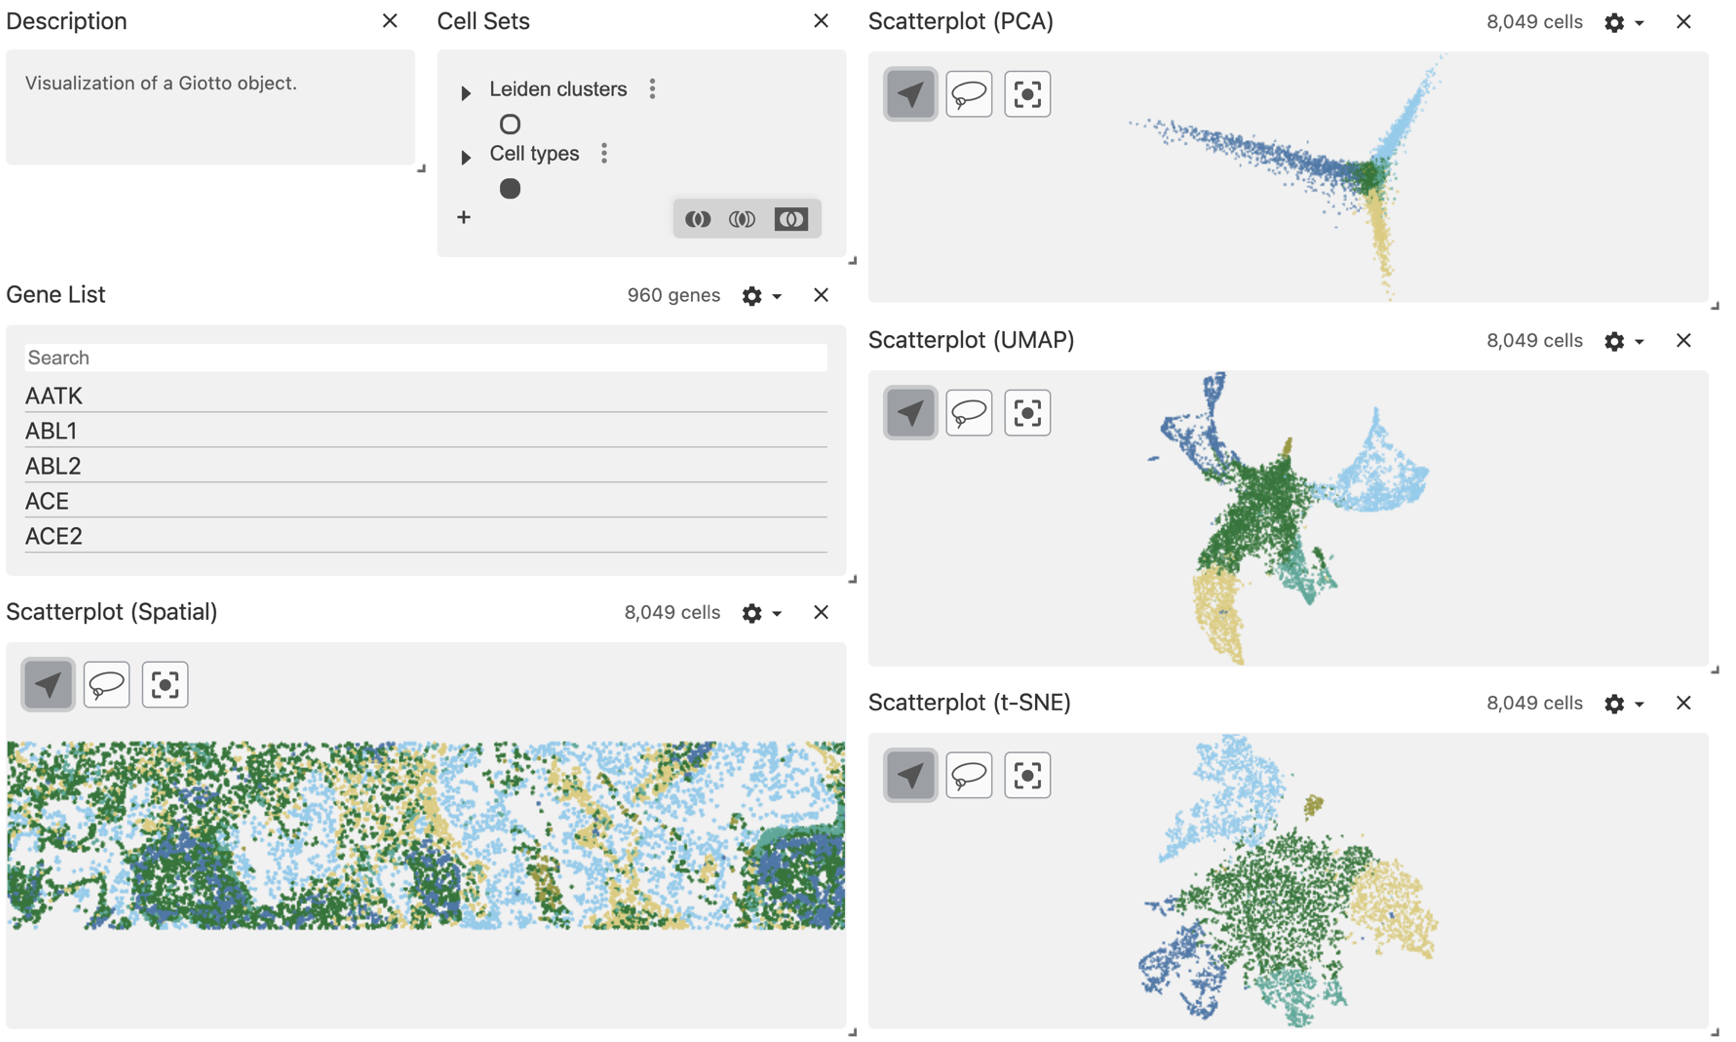 Description
Visualization of a Giotto object.
Cell Sets
Leiden clusters
Cell types
Gene List
960 genes
Search
AATK
ABL1
ABL2
ACE
ACE2
Scatterplot (Spatial)
8,049 cells
Scatterplot (PCA)
8,049 cells
Scatterplot (UMAP)
8,049 cells
Scatterplot (t-SNE)
8,049 cells